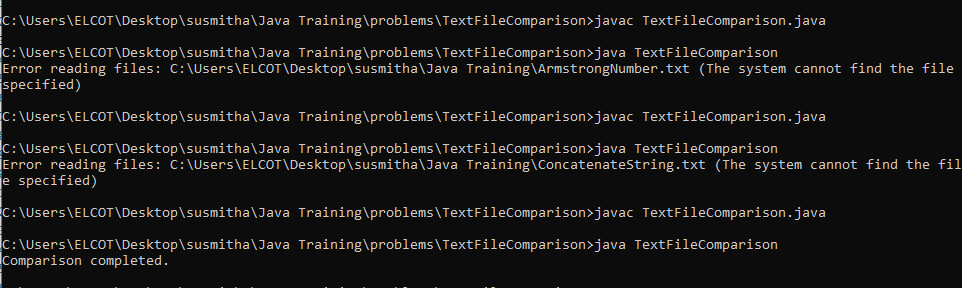 C:\Users\ELCOT\Desktop\susmitha\Java Training\problems\TextFileComparison>javac TextFileComparison.java
C:\Users\ELCOT\Desktop\susmitha\Java Training\problems\TextFileComparison>java TextFileComparison
Error reading files: C:\Users\ELCOT\Desktop\susmitha\Java Training\ArmstrongNumber.txt (The system cannot find the file
specified)
C:\Users\ELCOT\Desktop\susmitha\Java Training\problems\TextFileComparison>javac TextFileComparison.java
C:\Users\ELCOT\Desktop\susmitha\Java Training\problems\TextFileComparison>java TextFileComparison
Error reading files: C:\Users\ELCOT\Desktop\susmitha\Java Training\ConcatenateString.txt (The system cannot find the fil
e specified)
C:\Users\ELCOT\Desktop\susmitha\Java Training\problems\TextFileComparison>javac TextFileComparison.java
C:\Users\ELCOT\Desktop\susmitha\Java Training\problems\TextFileComparison>java TextFileComparison
Comparison completed.